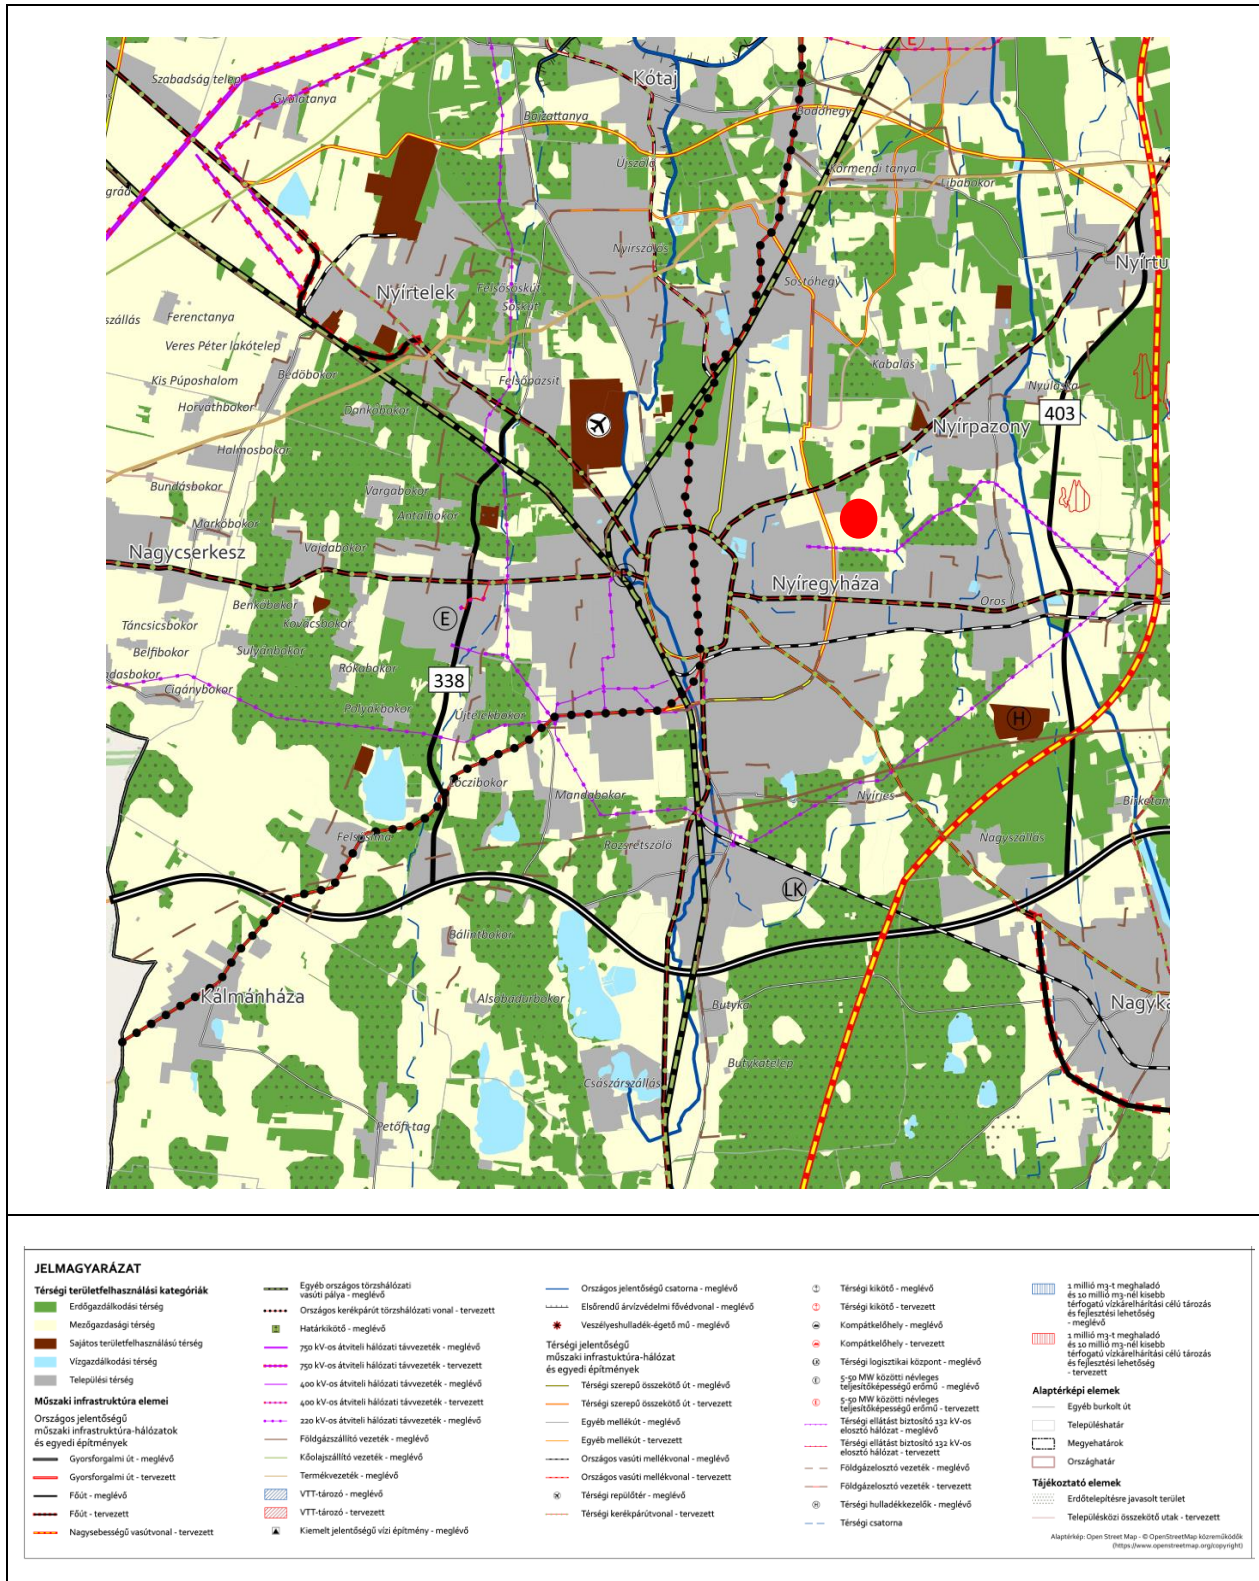 Szabadság telep
Gyulatanya
Kótaj
E
Bodóhegy
Bajzattanya
Ujszőlő
Körmendi tanya
Libabokor
grád
Nyírszőlős
Sóstóhegy
Nyírtu
Nyírtelek
Felsősóskút
Sóskút
szállás
Ferenctanya
Veres Péter lakótelep
Bedőbokor
Kis Púposhalom
Felsőpázsit
Kabalás
Nyulaska
Horváthbokor
Dankóbokor
403
Nyírpazony
Halmosbokor
Bundásbokor
Vargabokor
Antalbokor
Markóbokor
Vajdabokor
Nagycserkesz
Nyíregyháza
Benkőbokor
Oros
Táncsicsbokor
Kovácsbokor
E
Belfibokor
Sulyánbokor
adasbokor
Rókabokor
338
Cigánybokor
Polyákbokor
Újtelekbokor
H
Lóczibokor
Mandabokor
Nyírjes
Felsősima
Rozsrétszőlő
Nagyszállás
LK
Bálintbokor
Kálmánháza
Alsóbadurbokor
Butyka
Nagyká
Butykatelep
Császárszállás
Petőfi-tag
JELMAGYARÁZAT
Térségi területfelhasználási kategóriák
Erdőgazdálkodási térség
Mezőgazdasági térség
Sajátos területfelhasználású térség
Vízgazdálkodási térség
Települési térség
Műszaki infrastruktúra elemei
Országos jelentőségű
műszaki infrastruktúra-hálózatok
és egyedi építmények
Gyorsforgalmi út - meglévő
Gyorsforgalmi út - tervezett
Főút - meglévő
Főút - tervezett
Nagysebességű vasútvonal - tervezett
Egyéb országos törzshálózati
vasúti pálya - meglévő
Országos kerékpárút törzshálózati vonal - tervezett
Határkikötő - meglévő
750 kV-os átviteli hálózati távvezeték - meglévő
750 kV-os átviteli hálózati távvezeték - tervezett
400 kV-os átviteli hálózati távvezeték - meglévő
400 kV-os átviteli hálózati távvezeték - tervezett
220 kV-os átviteli hálózati távvezeték - meglévő
Földgázszállító vezeték - meglévő
Kőolajszállító vezeték - meglévő
Termékvezeték - meglévő
VTT-tározó - meglévő
VTT-tározó - tervezett
Kiemelt jelentőségű vízi építmény - meglévő
Országos jelentőségű csatorna - meglévő
Elsőrendű árvízvédelmi fővédvonal - meglévő
Veszélyeshulladék-égető mű - meglévő
Térségi jelentőségű
műszaki infrastuktúra-hálózat
és egyedi építmények
Térségi szerepű összekötő út - meglévő
Térségi szerepű összekötő út - tervezett
Egyéb mellékút - meglévő
Egyéb mellékút - tervezett
Országos vasúti mellékvonal - meglévő
Országos vasúti mellékvonal - tervezett
Térségi repülőtér - meglévő
Térségi kerékpárútvonal - tervezett
Térségi kikötő - meglévő
Térségi kikötő - tervezett
Kompátkelőhely - meglévő
Kompátkelőhely - tervezett
Térségi logisztikai központ - meglévő
5-50 MW közötti névleges
teljesítőképességű erőmű - meglévő
5-50 MW közötti névleges
teljesítőképességű erőmű - tervezett
Térségi ellátást biztosító 132 kV-os
elosztó hálózat - meglévő
Térségi ellátást biztosító 132 kV-os
elosztó hálózat - tervezett
Földgázelosztó vezeték - meglévő
Földgázelosztó vezeték - tervezett
Térségi hulladékkezelők - meglévő
Térségi csatorna
1 millió m3-t meghaladó
és 10 millió m3-nél kisebb
térfogatú vízkárelhárítási célú tározás
és fejlesztési lehetőség
- meglévő
1 millió m3-t meghaladó
és 10 millió m3-nél kisebb
térfogatú vízkárelhárítási célú tározás
és fejlesztési lehetőség
- tervezett
Alaptérképi elemek
Egyéb burkolt út
Településhatár
Megyehatárok
Országhatár
Tájékoztató elemek
Erdőtelepítésre javasolt terület
Településközi összekötő utak - tervezett
Alaptérkép: Open Street Map - © OpenStreetMap közreműködők
(https://www.openstreetmap.org/copyright)